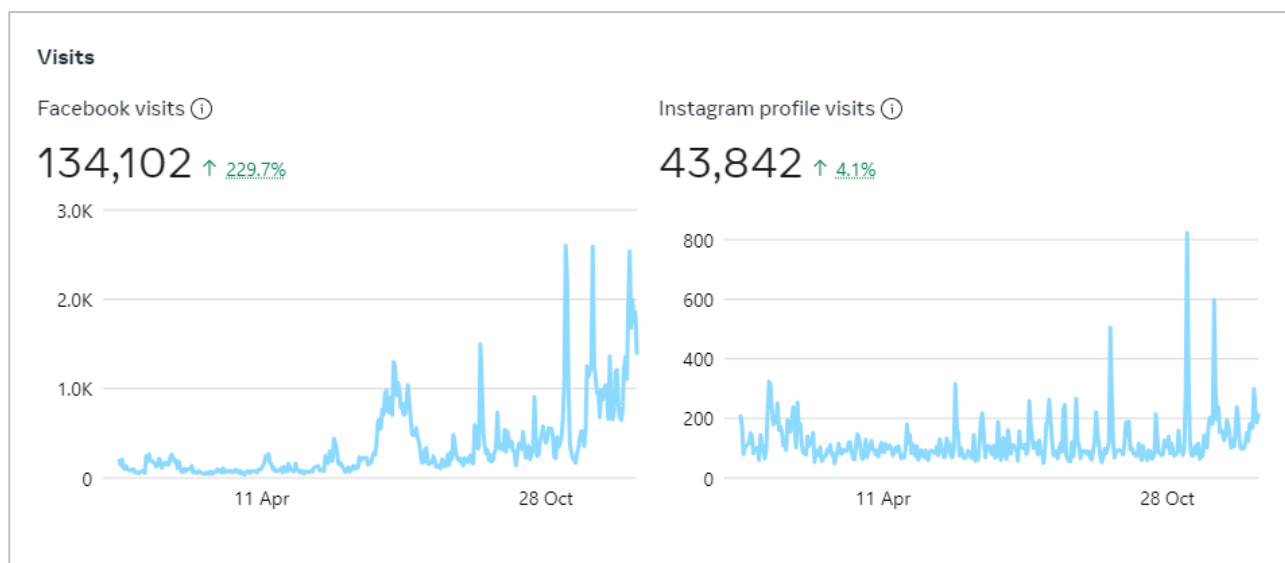 Visits
Facebook visits
134,102 ↑ 229.7%
3.0K
2.0K
1.0K
0
11 Apr 28 Oct
Instagram profile visits
43,842 ↑ 4.1%
800
600
400
200
0
11 Apr 28 Oct